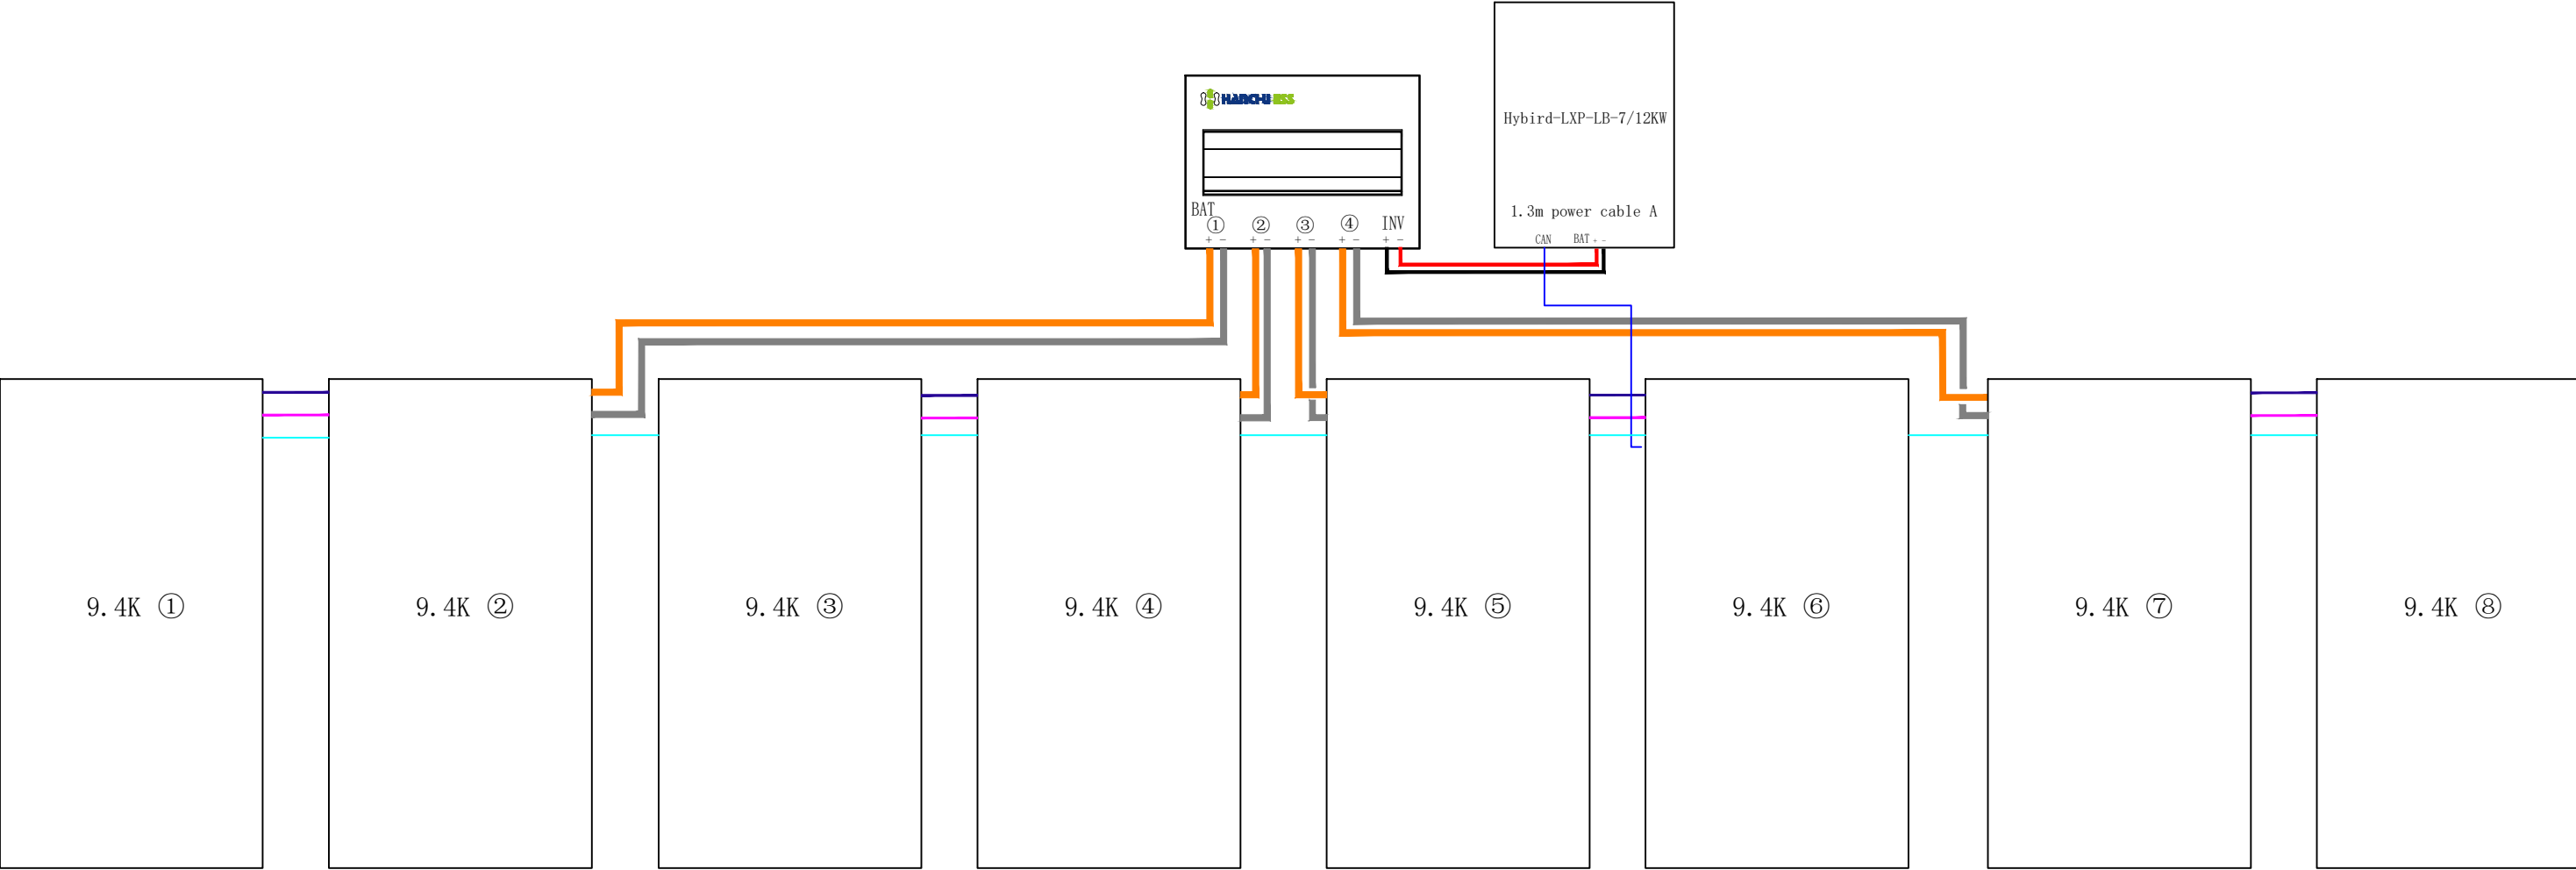 Hybird-LXP-LB-7/12KW
1.3m power cable A
CAN BAT + -
HANCHU ESS
BAT
① ② ③ ④ INV
+ - + - + - + - + -
9.4K ① 9.4K ② 9.4K ③ 9.4K ④ 9.4K ⑤ 9.4K ⑥ 9.4K ⑦ 9.4K ⑧